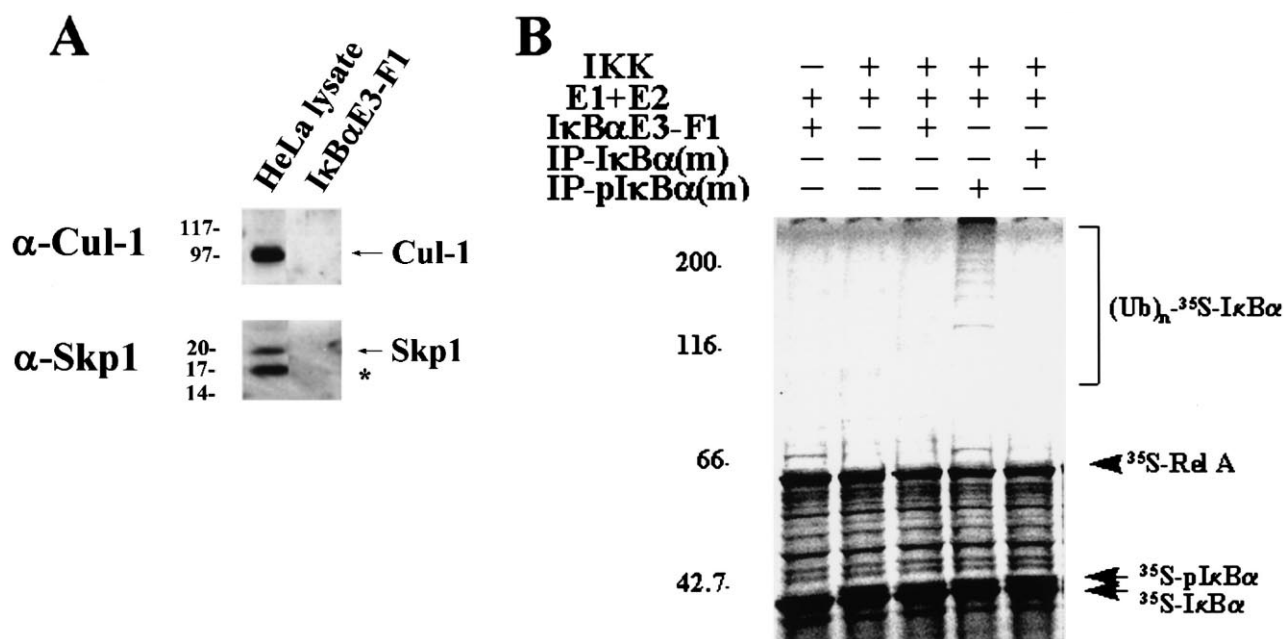 A
HeLa lysate
IκBαE3-F1
α-Cul-1
117-
97-
← Cul-1
α-Skp1
20-
17-
14-
← Skp1
*
B
IKK − + + + +
E1+E2 + + + + +
IκBαE3-F1 + − + − −
IP-IκBα(m) − − − − +
IP-pIκBα(m) − − − + −
200-
116-
66-
42.7-
(Ub)n-35S-IκBα
35S-Rel A
35S-pIκBα
35S-IκBα